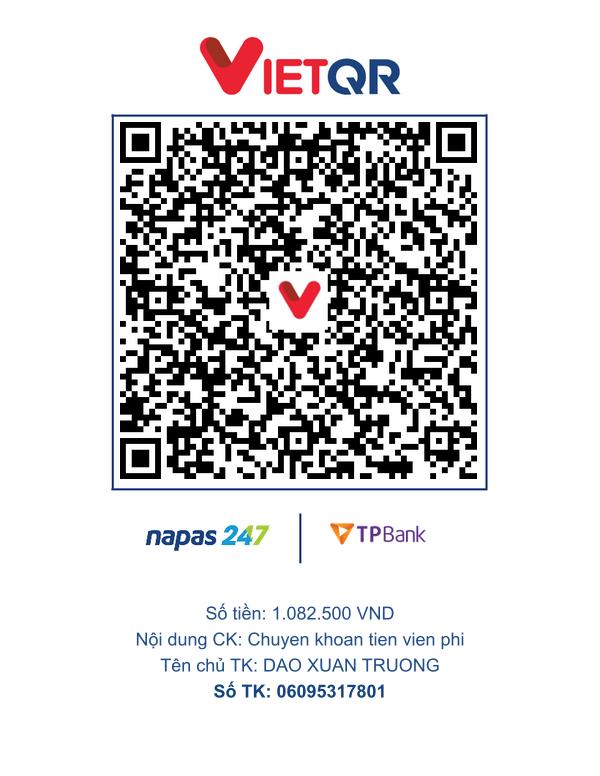 VIETQR
napas 247
TPBank
Số tiền: 1.082.500 VND
Nội dung CK: Chuyen khoan tien vien phi
Tên chủ TK: DAO XUAN TRUONG
Số TK: 06095317801